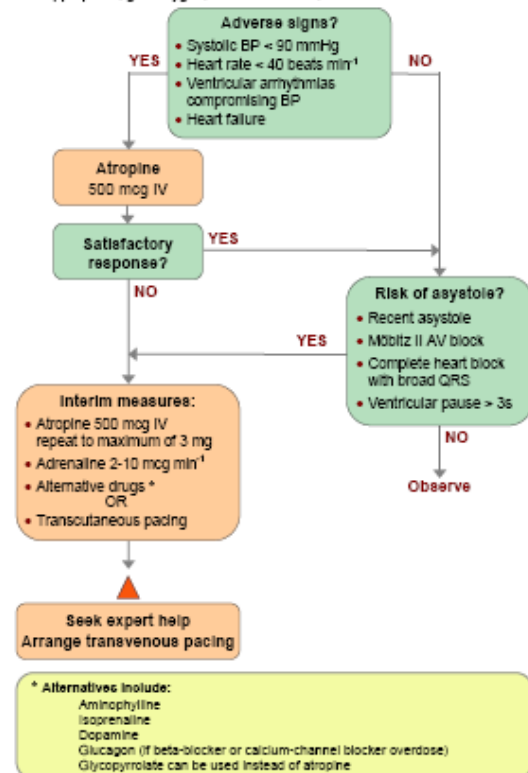 Adverse signs?
• Systolic BP < 90 mmHg
• Heart rate < 40 beats min⁻¹
• Ventricular arrhythmias
compromising BP
• Heart failure
YES
NO
Atropine
500 mcg IV
Satisfactory
response?
YES
NO
Risk of asystole?
• Recent asystole
• Möbitz II AV block
• Complete heart block
with broad QRS
• Ventricular pause > 3s
YES
NO
Observe
Interim measures:
• Atropine 500 mcg IV
repeat to maximum of 3 mg
• Adrenaline 2-10 mcg min⁻¹
• Alternative drugs *
OR
• Transcutaneous pacing
Seek expert help
Arrange transvenous pacing
* Alternatives include:
Aminophylline
Isoprenaline
Dopamine
Glucagon (if beta-blocker or calcium-channel blocker overdose)
Glycopyrrolate can be used instead of atropine